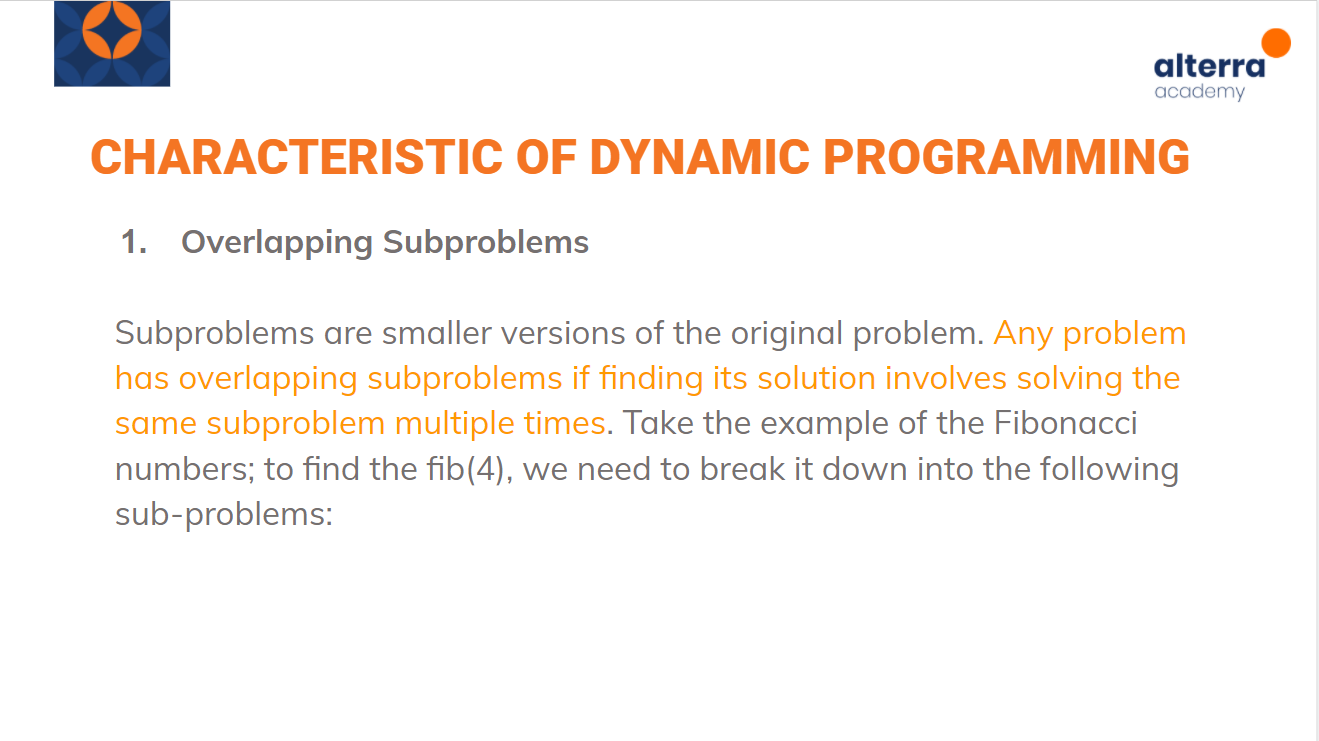 alterra
academy
CHARACTERISTIC OF DYNAMIC PROGRAMMING
1. Overlapping Subproblems
Subproblems are smaller versions of the original problem. Any problem
has overlapping subproblems if finding its solution involves solving the
same subproblem multiple times. Take the example of the Fibonacci
numbers; to find the fib(4), we need to break it down into the following
sub-problems: